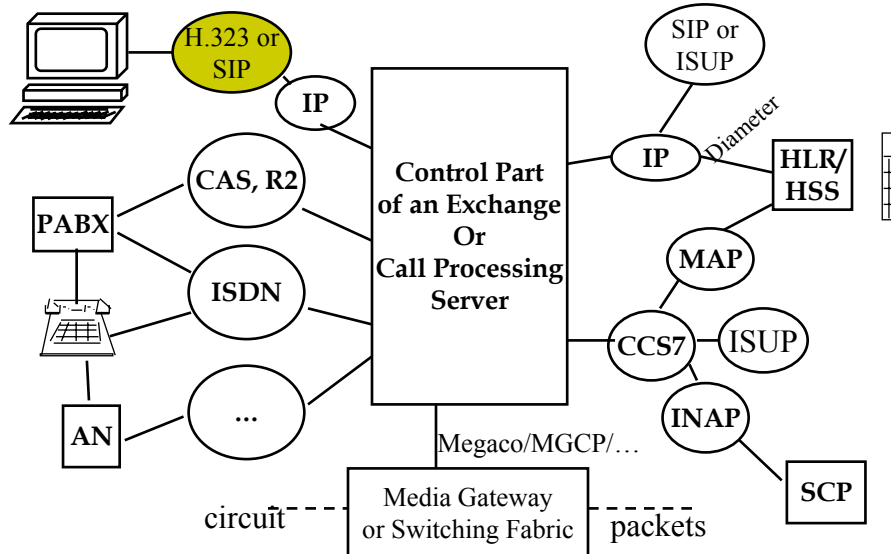 H.323 or
SIP
IP
SIP or
ISUP
IP
Diameter
HLR/
HSS
CAS, R2
PABX
ISDN
AN
...
Control Part
of an Exchange
Or
Call Processing
Server
MAP
CCS7
ISUP
INAP
SCP
Megaco/MGCP/…
Media Gateway
or Switching Fabric
circuit
packets